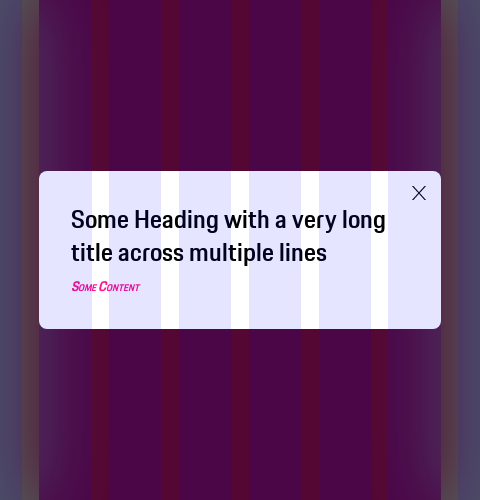 Some Heading with a very long
title across multiple lines
Some Content